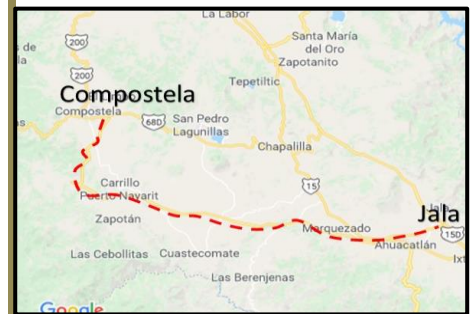 La Labor
Santa María
del Oro
Zapotanito
200
200
Tepetiltic
Compostela
Compostela
68D
San Pedro
Lagunillas
Chapalilla
Carrillo
Puerto Navarit
15
Zapotán
Marquezado
Jala
15D
Ahuacatlán
Las Cebollitas
Cuastecomate
Las Berenjenas
Google